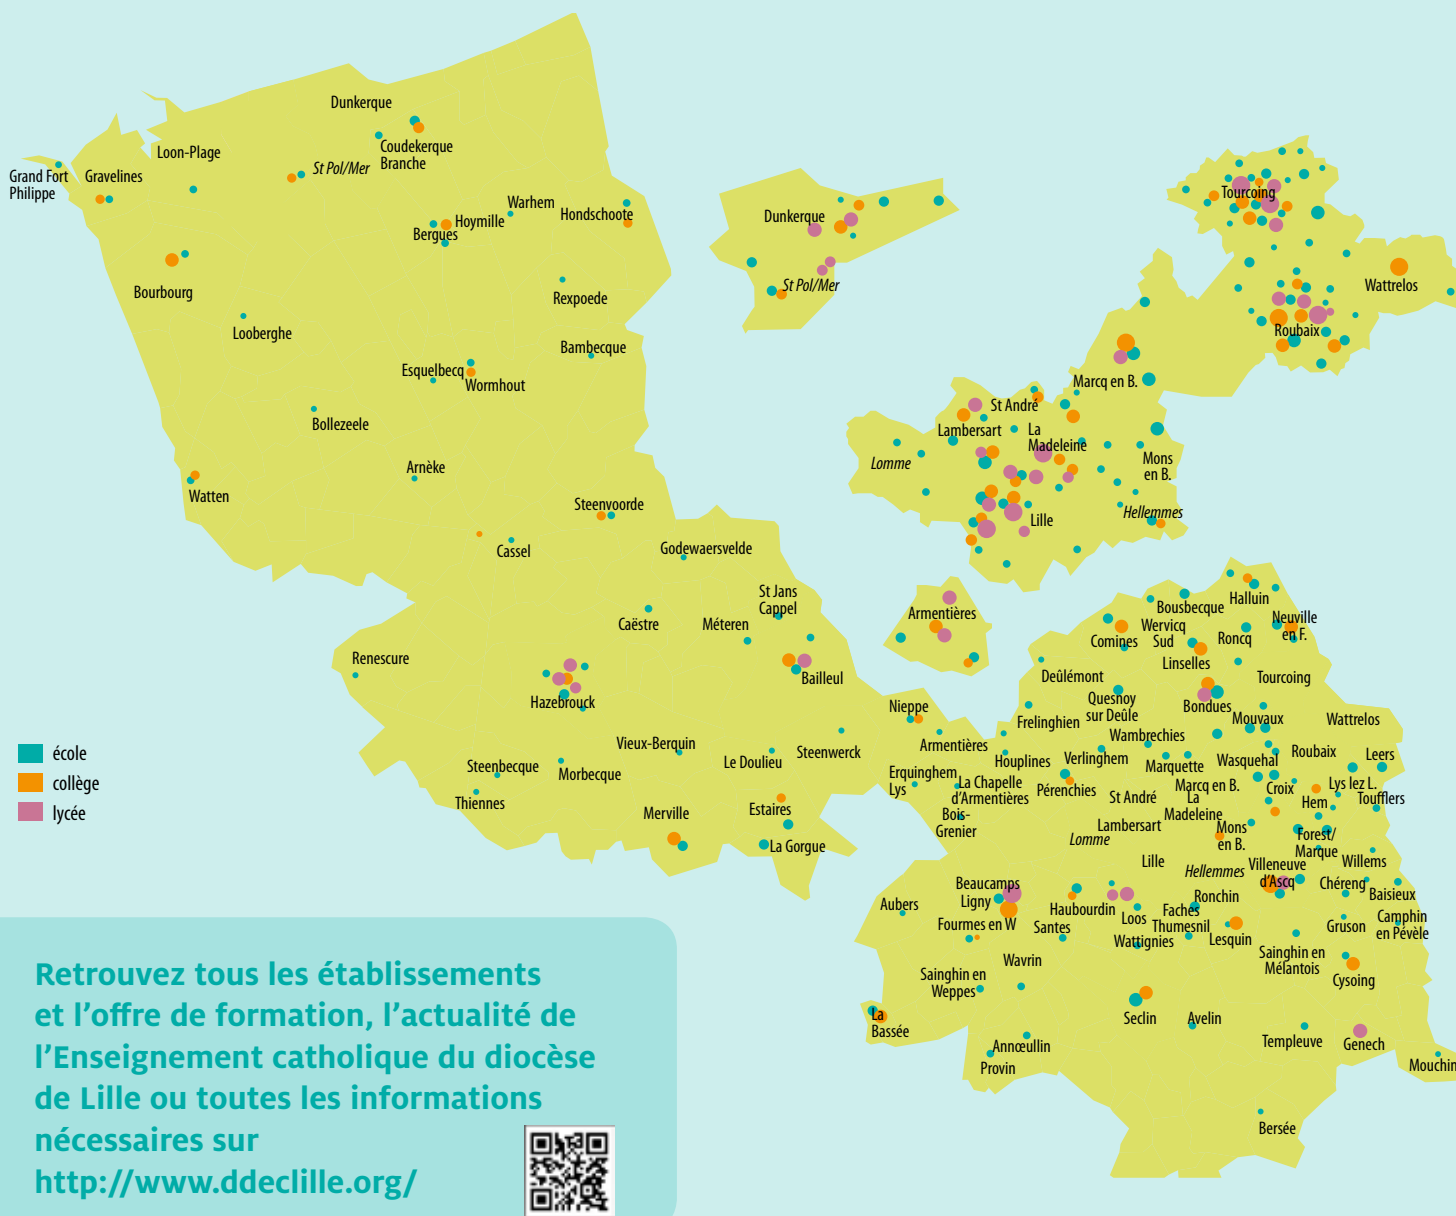 Dunkerque
Coudekerque
Branche
Loon-Plage
St Pol/Mer
Grand Fort
Philippe
Gravelines
Warhem
Hondschoote
Hoymille
Bergues
Bourbourg
Rexpoede
Looberghe
Bambecque
Esquelbecq
Wormhout
Bollezeele
Arnèke
Watten
Steenvoorde
Cassel
Godewaersvelde
St Jans
Cappel
Caëstre
Méteren
Renescure
Bailleul
Hazebrouck
Vieux-Berquin
Le Doulieu
Steenwerck
Steenbecque
Morbecque
Thiennes
Merville
Estaires
La Gorgue
Dunkerque
St Pol/Mer
Tourcoing
Wattrelos
Roubaix
Marcq en B.
St André
Lambersart
La
Madeleine
Lomme
Mons
en B.
Hellemmes
Lille
Armentières
Nieppe
Armentières
Erquinghem
Lys
La Chapelle
d'Armentières
Bois-
Grenier
Houplines
Frelinghien
Deûlémont
Comines
Wervicq
Sud
Bousbecque
Halluin
Neuville
en F.
Roncq
Linselles
Tourcoing
Quesnoy
sur Deûle
Bondues
Mouvaux
Wattrelos
Wambrechies
Verlinghem
Marquette
Wasquehal
Roubaix
Leers
Pérenchies
St André
Marcq en B.
La
Madeleine
Croix
Lys lez L.
Hem
Toufflers
Lambersart
Lomme
Mons
en B.
Forest/
Marque
Lille
Hellemmes
Villeneuve
d'Ascq
Willems
Chéreng
Baisieux
Beaucamps
Ligny
Aubers
Fourmes en W
Haubourdin
Santes
Loos
Ronchin
Faches
Thumesnil
Wattignies
Lesquin
Gruson
Camphin
en Pévèle
Wavrin
Sainghin en
Mélantois
Cysoing
Sainghin en
Weppes
La
Bassée
Seclin
Avelin
Annœullin
Provin
Templeuve
Genech
Mouchin
Bersée
école
collège
lycée
Retrouvez tous les établissements
et l'offre de formation, l'actualité de
l'Enseignement catholique du diocèse
de Lille ou toutes les informations
nécessaires sur
http://www.ddeclille.org/